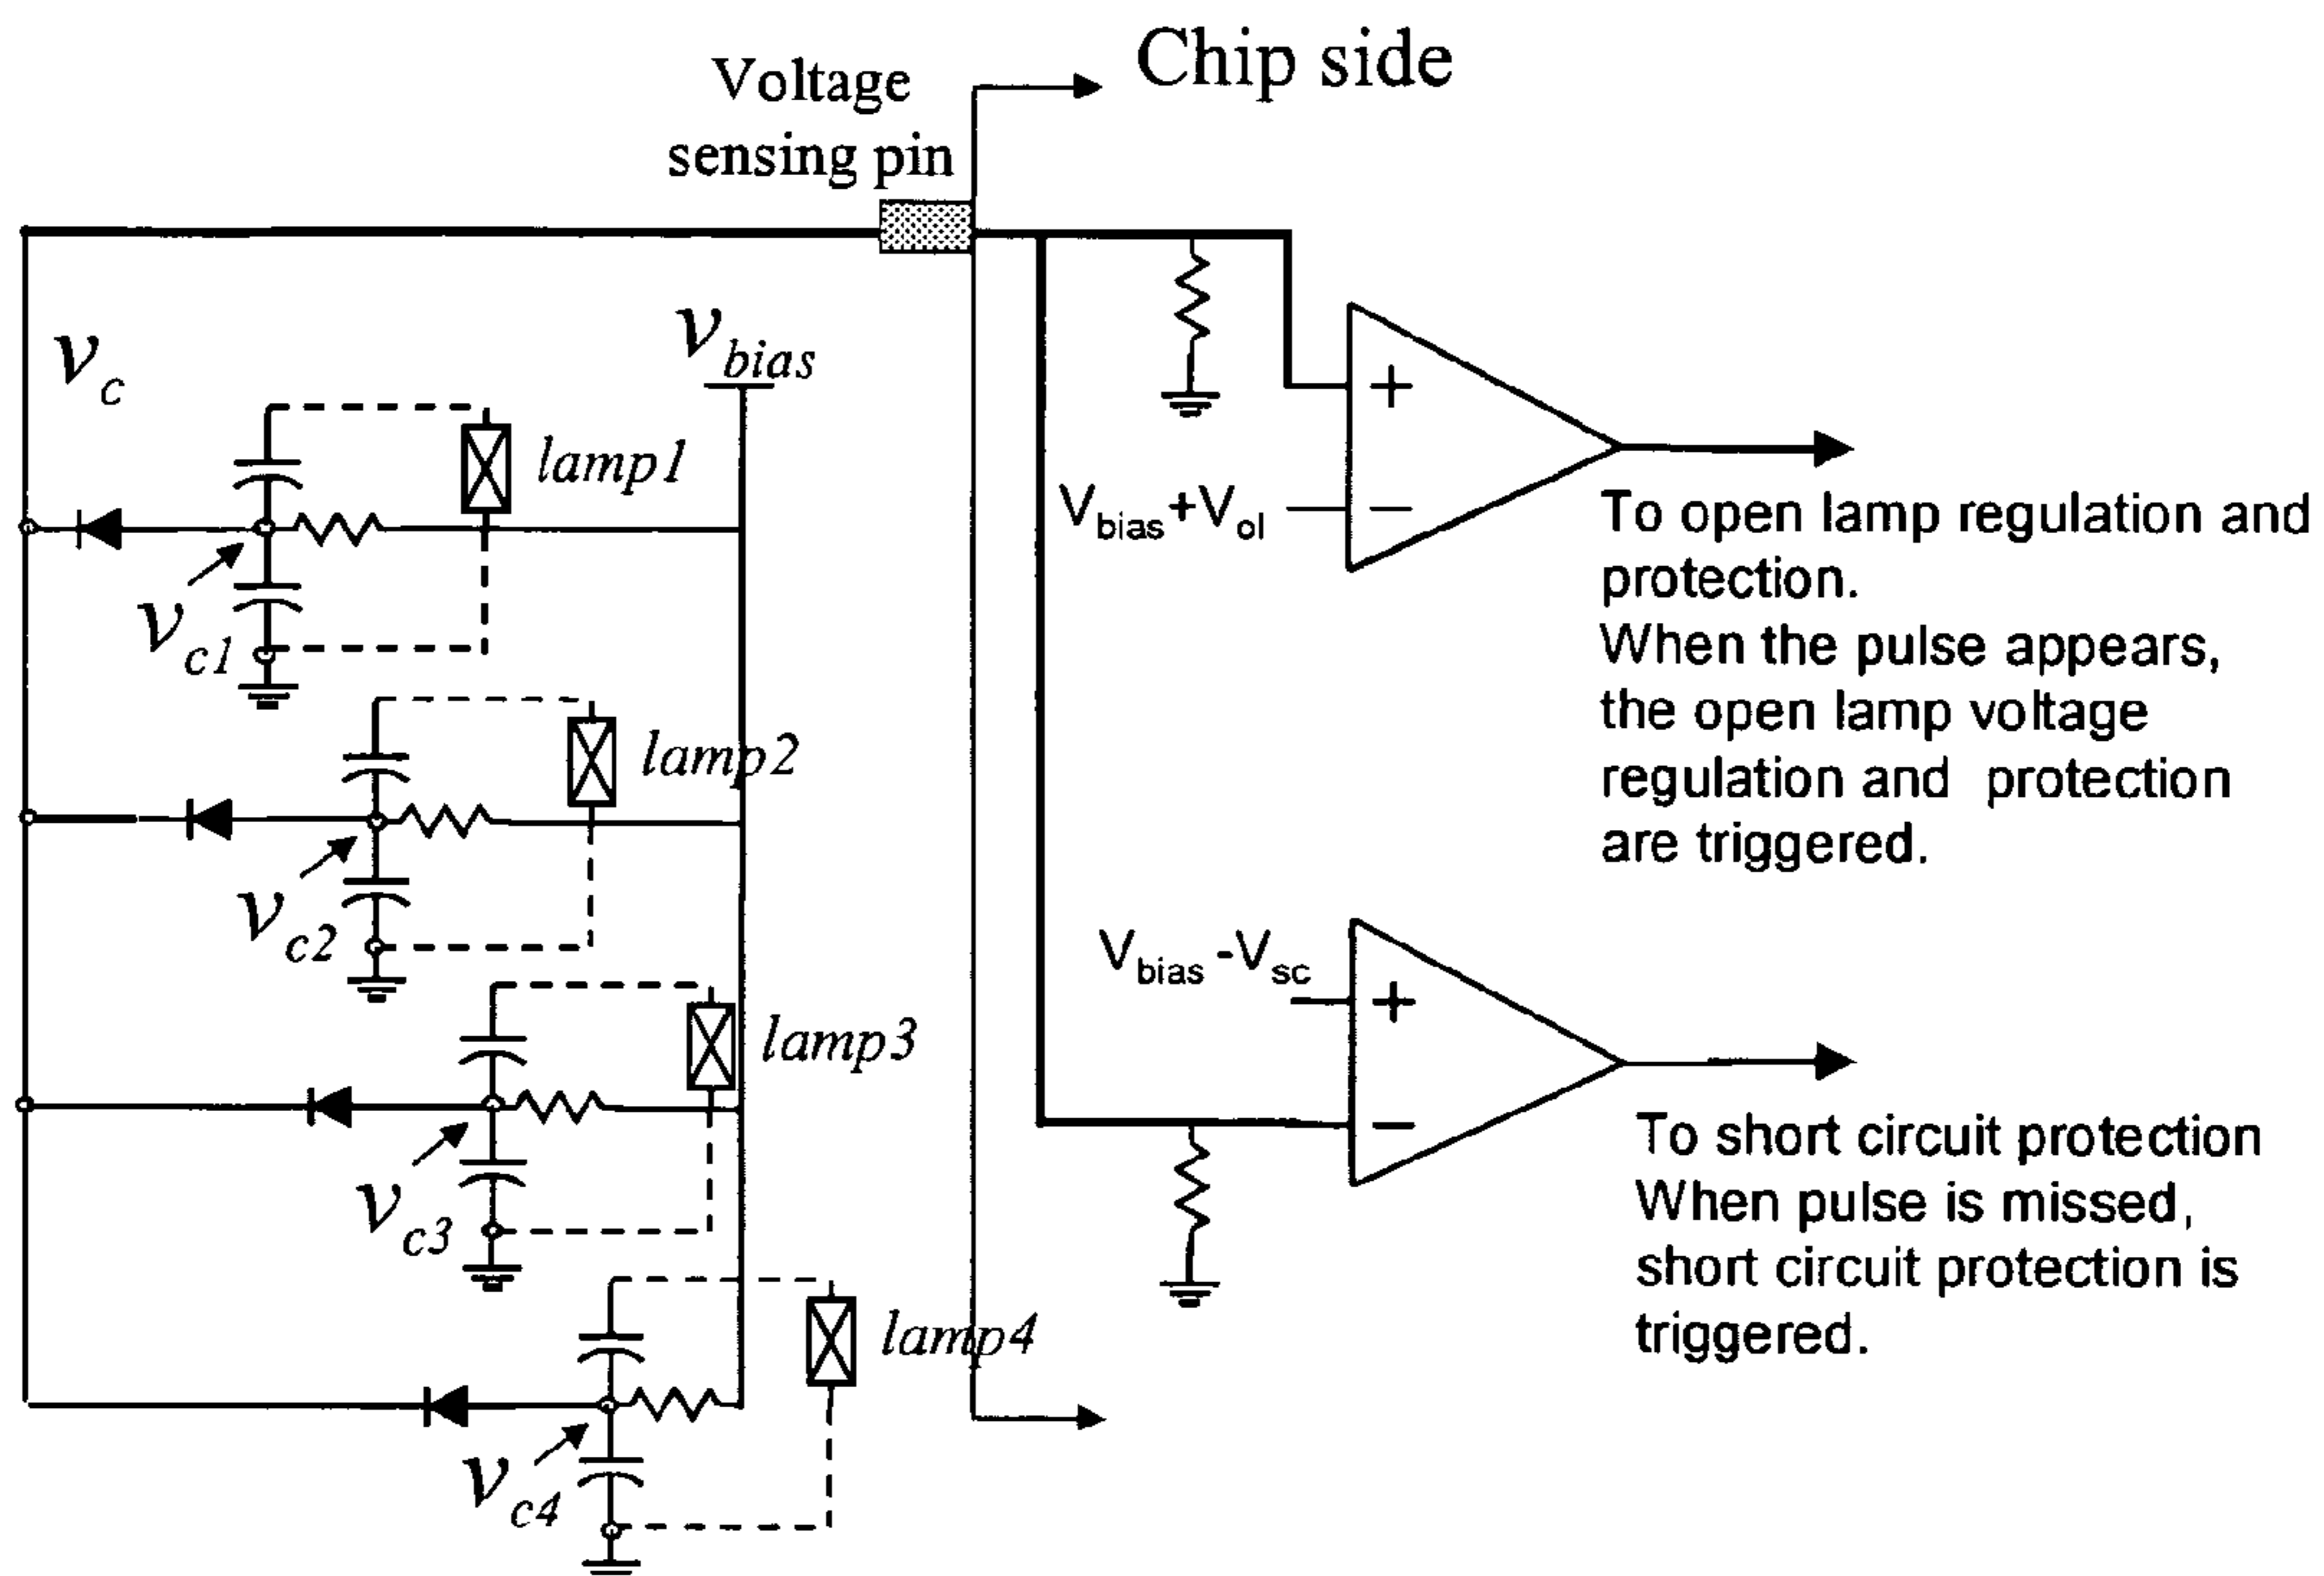 Chip side
Voltage
sensing pin
v_c
v_bias
lamp1
V_bias+V_ol
+
−
To open lamp regulation and
protection.
When the pulse appears,
the open lamp voltage
regulation and protection
are triggered.
v_c1
lamp2
v_c2
V_bias-V_sc
+
−
lamp3
v_c3
To short circuit protection
When pulse is missed,
short circuit protection is
triggered.
lamp4
v_c4